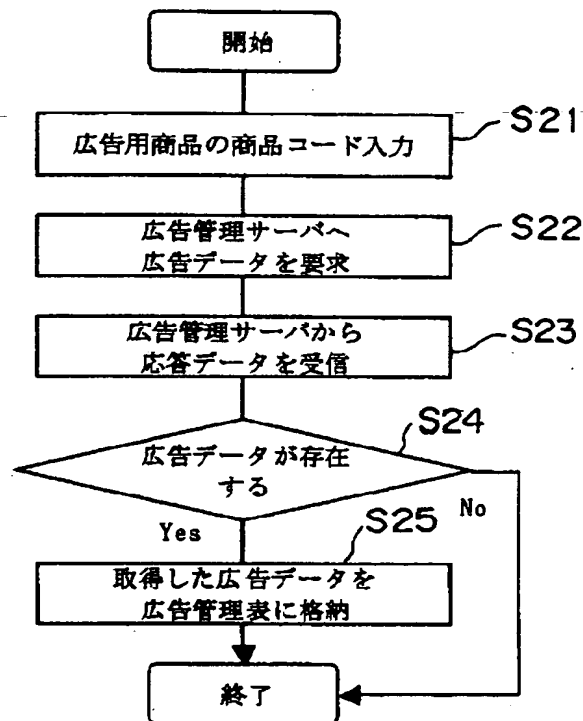 開始
広告用商品の商品コード入力
S21
広告管理サーバへ
広告データを要求
S22
広告管理サーバから
応答データを受信
S23
広告データが存在
する
S24
Yes
No
取得した広告データを
広告管理表に格納
S25
終了